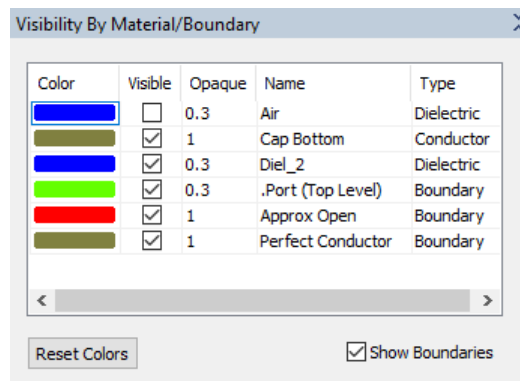 Visibility By Material/Boundary
Color Visible Opaque Name Type
0.3 Air Dielectric
1 Cap Bottom Conductor
0.3 Diel_2 Dielectric
0.3 .Port (Top Level) Boundary
1 Approx Open Boundary
1 Perfect Conductor Boundary
Reset Colors Show Boundaries